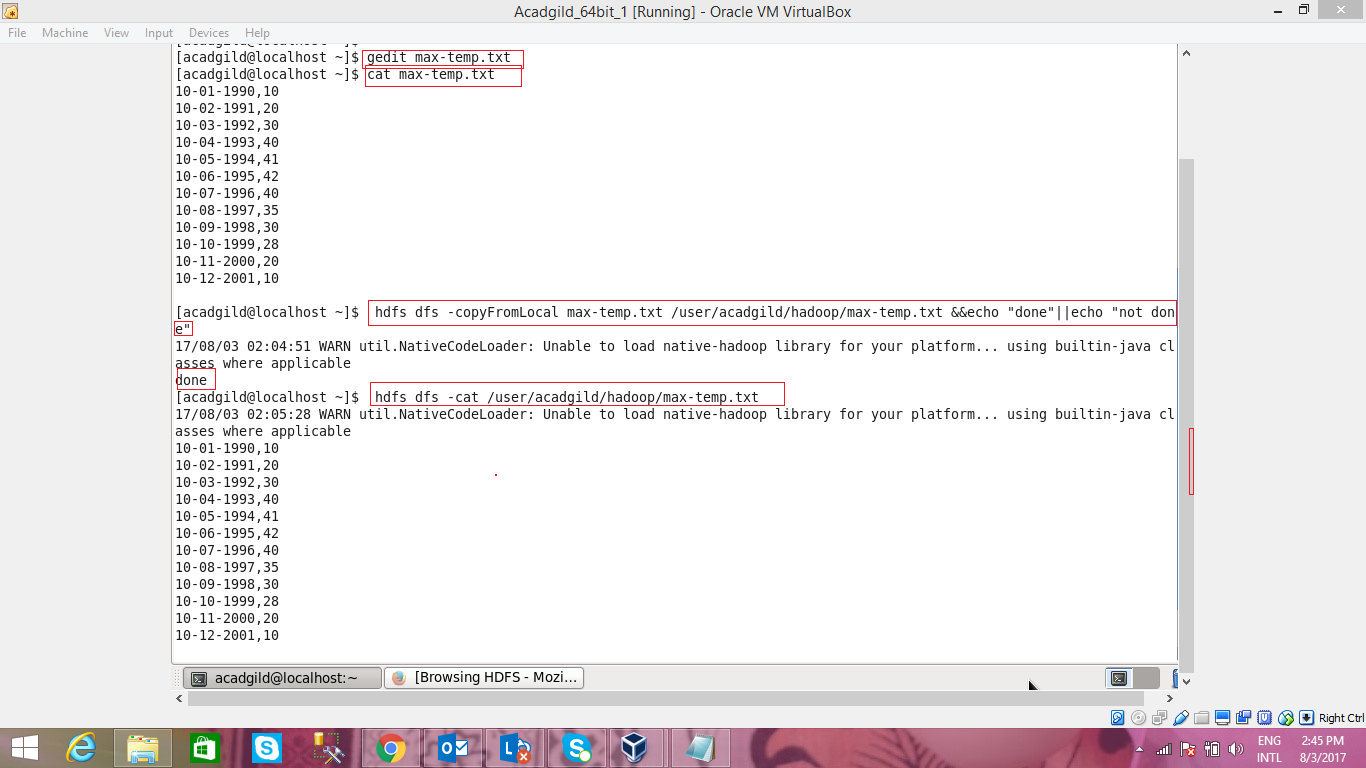 Acadgild_64bit_1 [Running] - Oracle VM VirtualBox
File Machine View Input Devices Help
[acadgild@localhost ~]$ gedit max-temp.txt
[acadgild@localhost ~]$ cat max-temp.txt
10-01-1990,10
10-02-1991,20
10-03-1992,30
10-04-1993,40
10-05-1994,41
10-06-1995,42
10-07-1996,40
10-08-1997,35
10-09-1998,30
10-10-1999,28
10-11-2000,20
10-12-2001,10
[acadgild@localhost ~]$ hdfs dfs -copyFromLocal max-temp.txt /user/acadgild/hadoop/max-temp.txt &&echo "done"||echo "not don
e"
17/08/03 02:04:51 WARN util.NativeCodeLoader: Unable to load native-hadoop library for your platform... using builtin-java cl
asses where applicable
done
[acadgild@localhost ~]$ hdfs dfs -cat /user/acadgild/hadoop/max-temp.txt
17/08/03 02:05:28 WARN util.NativeCodeLoader: Unable to load native-hadoop library for your platform... using builtin-java cl
asses where applicable
10-01-1990,10
10-02-1991,20
10-03-1992,30
10-04-1993,40
10-05-1994,41
10-06-1995,42
10-07-1996,40
10-08-1997,35
10-09-1998,30
10-10-1999,28
10-11-2000,20
10-12-2001,10
acadgild@localhost:~ [Browsing HDFS - Mozi...
Right Ctrl
ENG 2:45 PM
INTL 8/3/2017